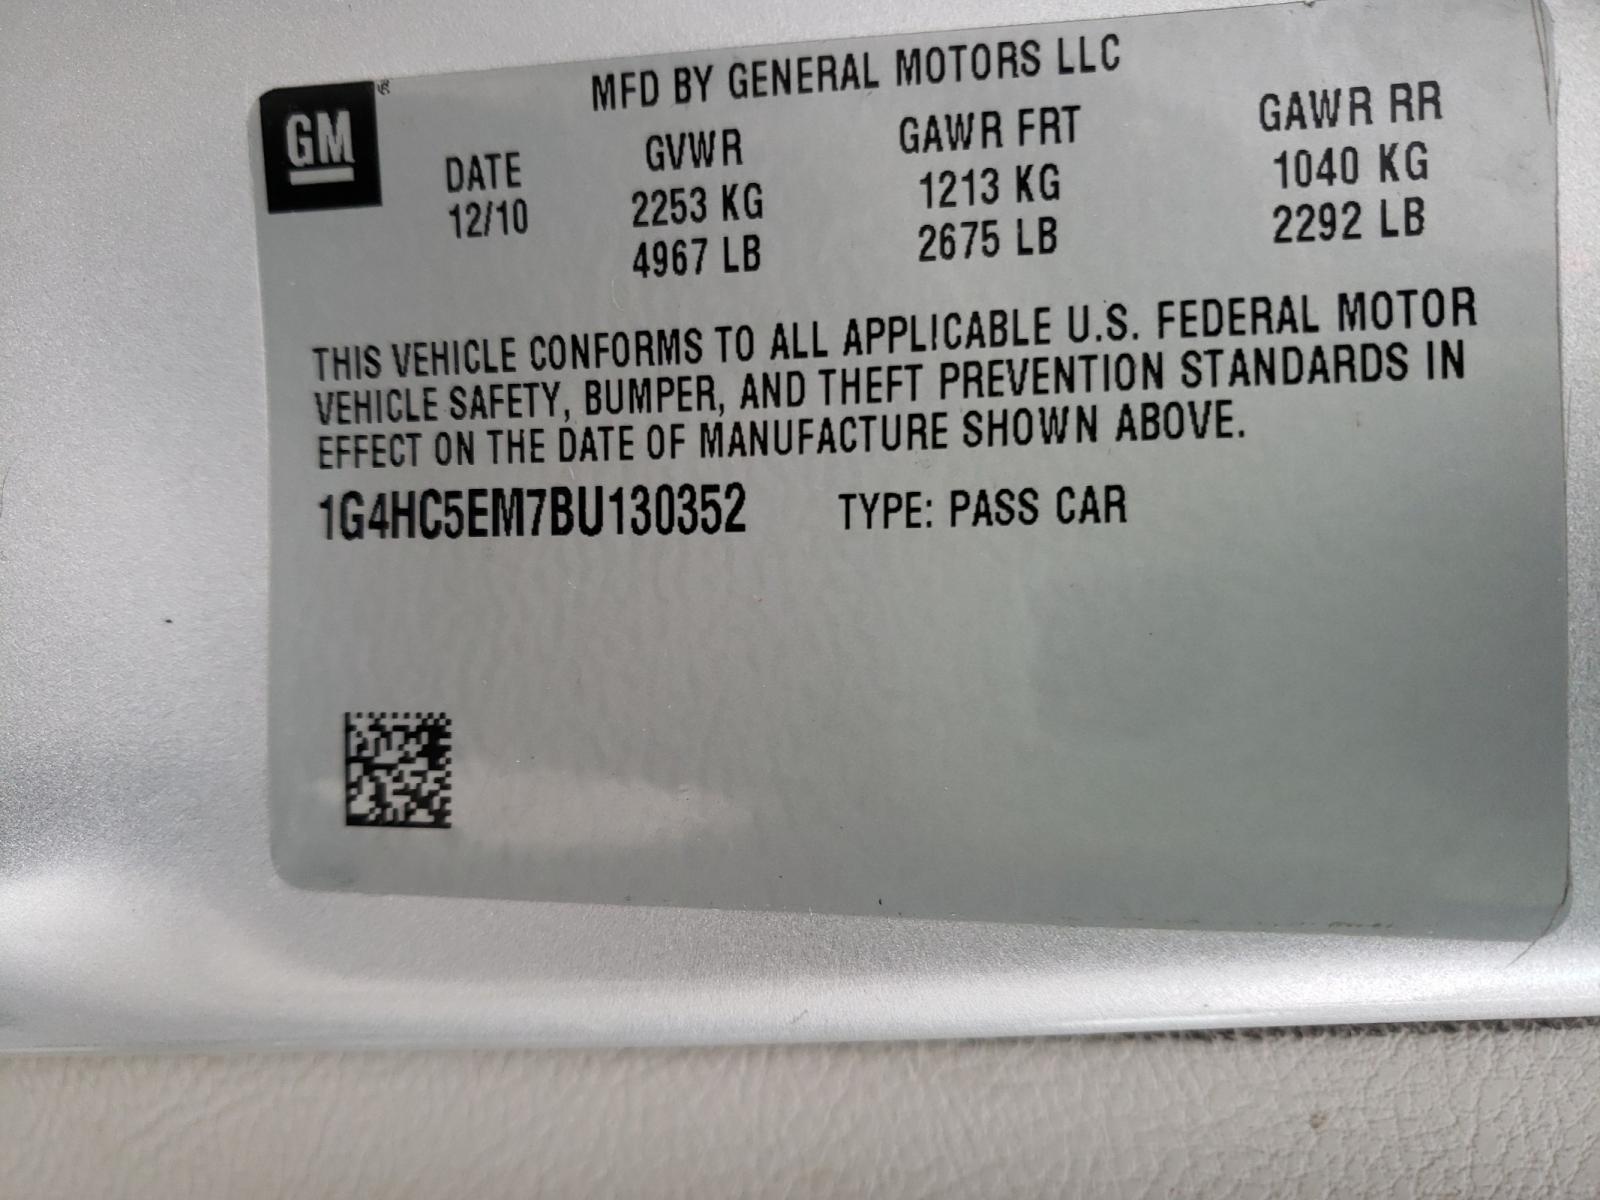 MFD BY GENERAL MOTORS LLC
GM
DATE GVWR GAWR FRT GAWR RR
12/10 2253 KG 1213 KG 1040 KG
4967 LB 2675 LB 2292 LB
THIS VEHICLE CONFORMS TO ALL APPLICABLE U.S. FEDERAL MOTOR
VEHICLE SAFETY, BUMPER, AND THEFT PREVENTION STANDARDS IN
EFFECT ON THE DATE OF MANUFACTURE SHOWN ABOVE.
1G4HC5EM7BU130352 TYPE: PASS CAR